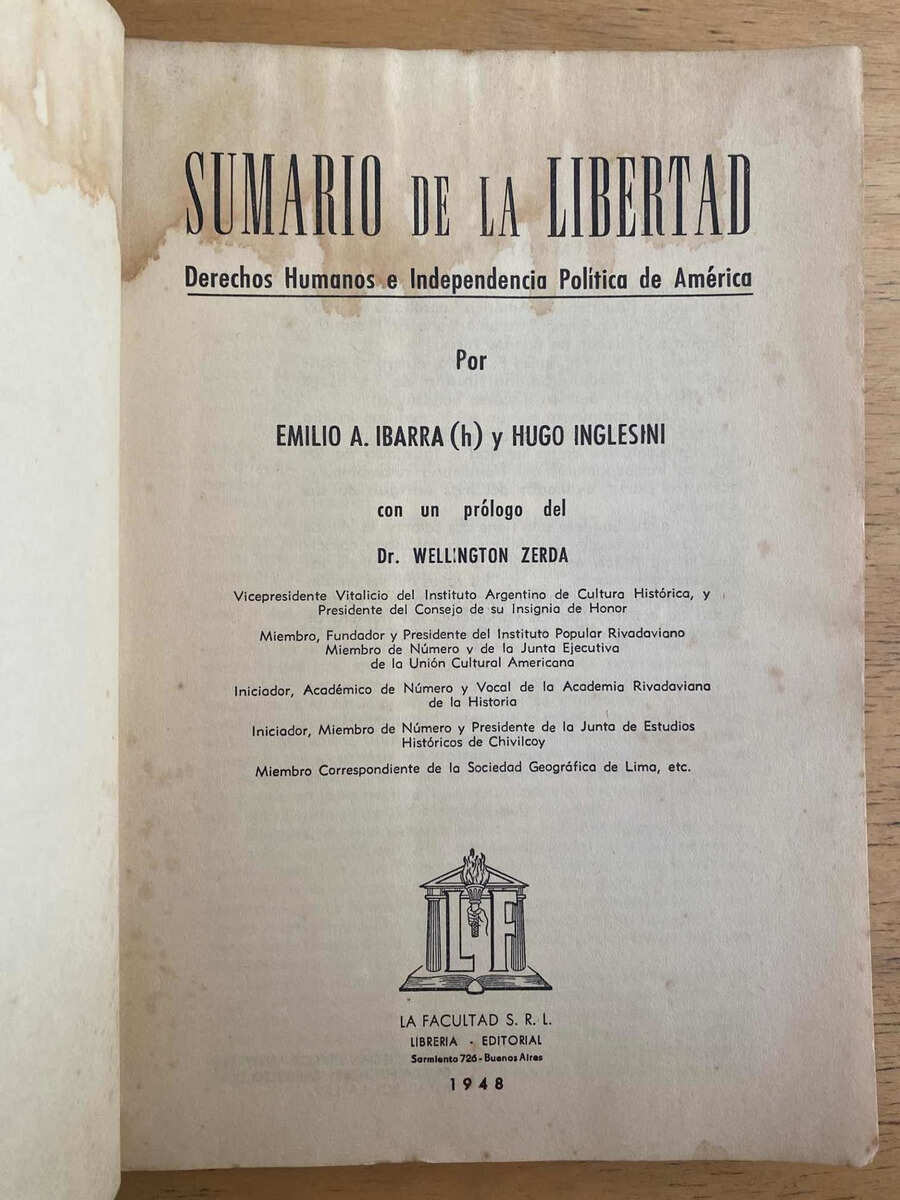 SUMARIO DE LA LIBERTAD
Derechos Humanos e Independencia Política de América
Por
EMILIO A. IBARRA (h) y HUGO INGLESINI
con un prólogo del
Dr. WELLINGTON ZERDA
Vicepresidente Vitalicio del Instituto Argentino de Cultura Histórica, y
Presidente del Consejo de su Insignia de Honor
Miembro, Fundador y Presidente del Instituto Popular Rivadaviano
Miembro de Número y de la Junta Ejecutiva
de la Unión Cultural Americana
Iniciador, Académico de Número y Vocal de la Academia Rivadaviana
de la Historia
Iniciador, Miembro de Número y Presidente de la Junta de Estudios
Históricos de Chivilcoy
Miembro Correspondiente de la Sociedad Geográfica de Lima, etc.
LF
LA FACULTAD S. R. L.
LIBRERIA - EDITORIAL
Sarmiento 726 - Buenos Aires
1948